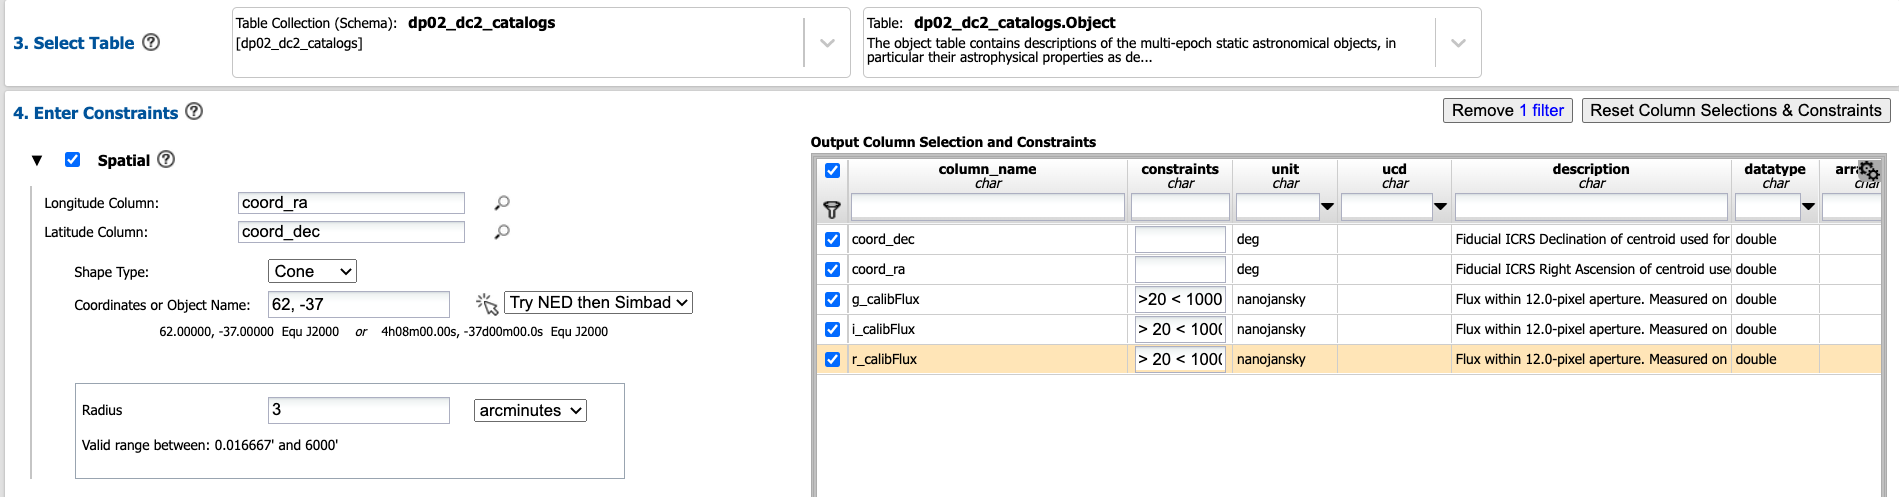 3. Select Table
Table Collection (Schema): dp02_dc2_catalogs
[dp02_dc2_catalogs]
Table: dp02_dc2_catalogs.Object
The object table contains descriptions of the multi-epoch static astronomical objects, in
particular their astrophysical properties as de...
4. Enter Constraints
Remove 1 filter
Reset Column Selections & Constraints
Spatial
Longitude Column: coord_ra
Latitude Column: coord_dec
Shape Type: Cone
Coordinates or Object Name: 62, -37 Try NED then Simbad
62.00000, -37.00000 Equ J2000 or 4h08m00.00s, -37d00m00.0s Equ J2000
Radius 3 arcminutes
Valid range between: 0.016667' and 6000'
Output Column Selection and Constraints
column_name constraints unit ucd description datatype arr
char char char char char char char
coord_dec deg Fiducial ICRS Declination of centroid used for double
coord_ra deg Fiducial ICRS Right Ascension of centroid use double
g_calibFlux >20 < 1000 nanojansky Flux within 12.0-pixel aperture. Measured on double
i_calibFlux > 20 < 100( nanojansky Flux within 12.0-pixel aperture. Measured on double
r_calibFlux > 20 < 100( nanojansky Flux within 12.0-pixel aperture. Measured on double